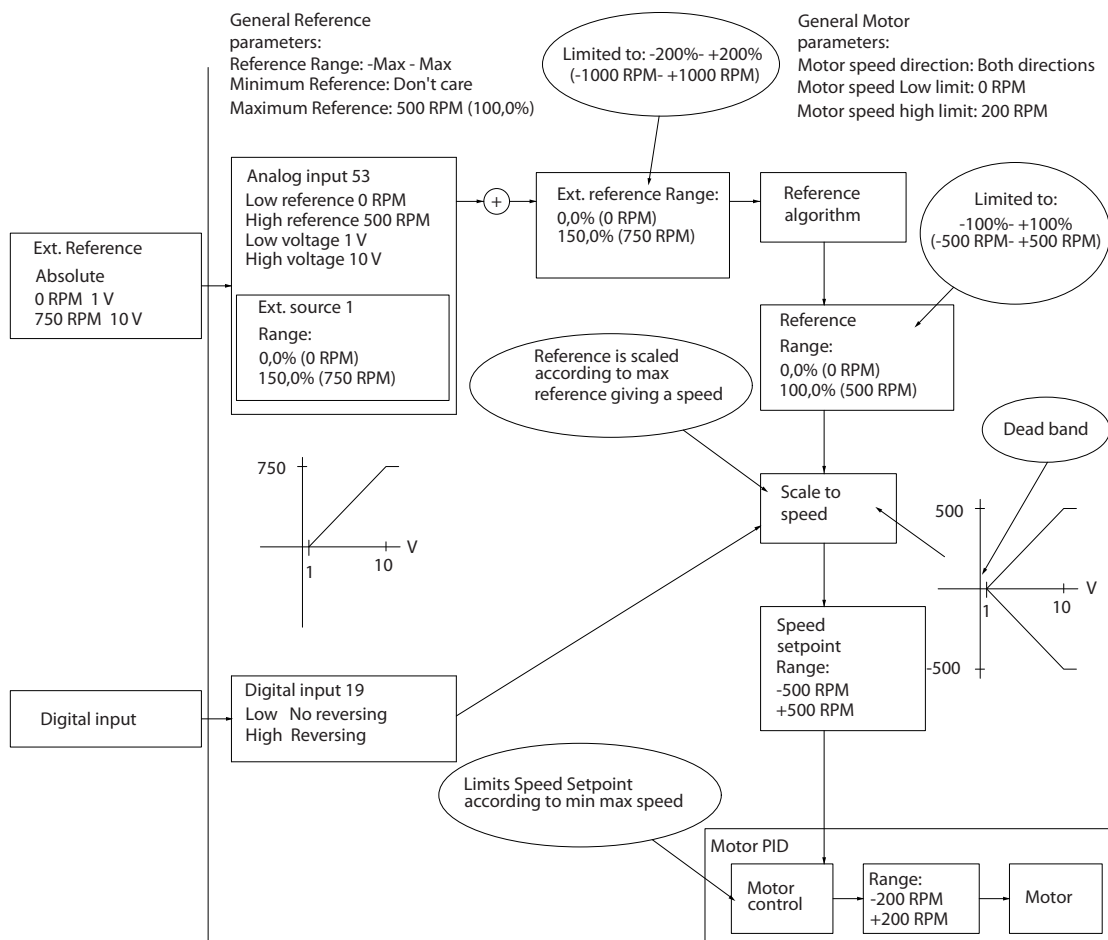 General Reference
parameters:
Reference Range: -Max - Max
Minimum Reference: Don't care
Maximum Reference: 500 RPM (100,0%)
Limited to: -200%- +200%
(-1000 RPM- +1000 RPM)
General Motor
parameters:
Motor speed direction: Both directions
Motor speed Low limit: 0 RPM
Motor speed high limit: 200 RPM
Ext. Reference
Absolute
0 RPM 1 V
750 RPM 10 V
Analog input 53
Low reference 0 RPM
High reference 500 RPM
Low voltage 1 V
High voltage 10 V
Ext. source 1
Range:
0,0% (0 RPM)
150,0% (750 RPM)
+
Ext. reference Range:
0,0% (0 RPM)
150,0% (750 RPM)
Reference
algorithm
Limited to:
-100%- +100%
(-500 RPM- +500 RPM)
Reference
Range:
0,0% (0 RPM)
100,0% (500 RPM)
Reference is scaled
according to max
reference giving a speed
Dead band
750
1
10
V
Scale to
speed
500
1
10
V
-500
Speed
setpoint
Range:
-500 RPM
+500 RPM
Digital input
Digital input 19
Low No reversing
High Reversing
Limits Speed Setpoint
according to min max speed
Motor PID
Motor
control
Range:
-200 RPM
+200 RPM
Motor